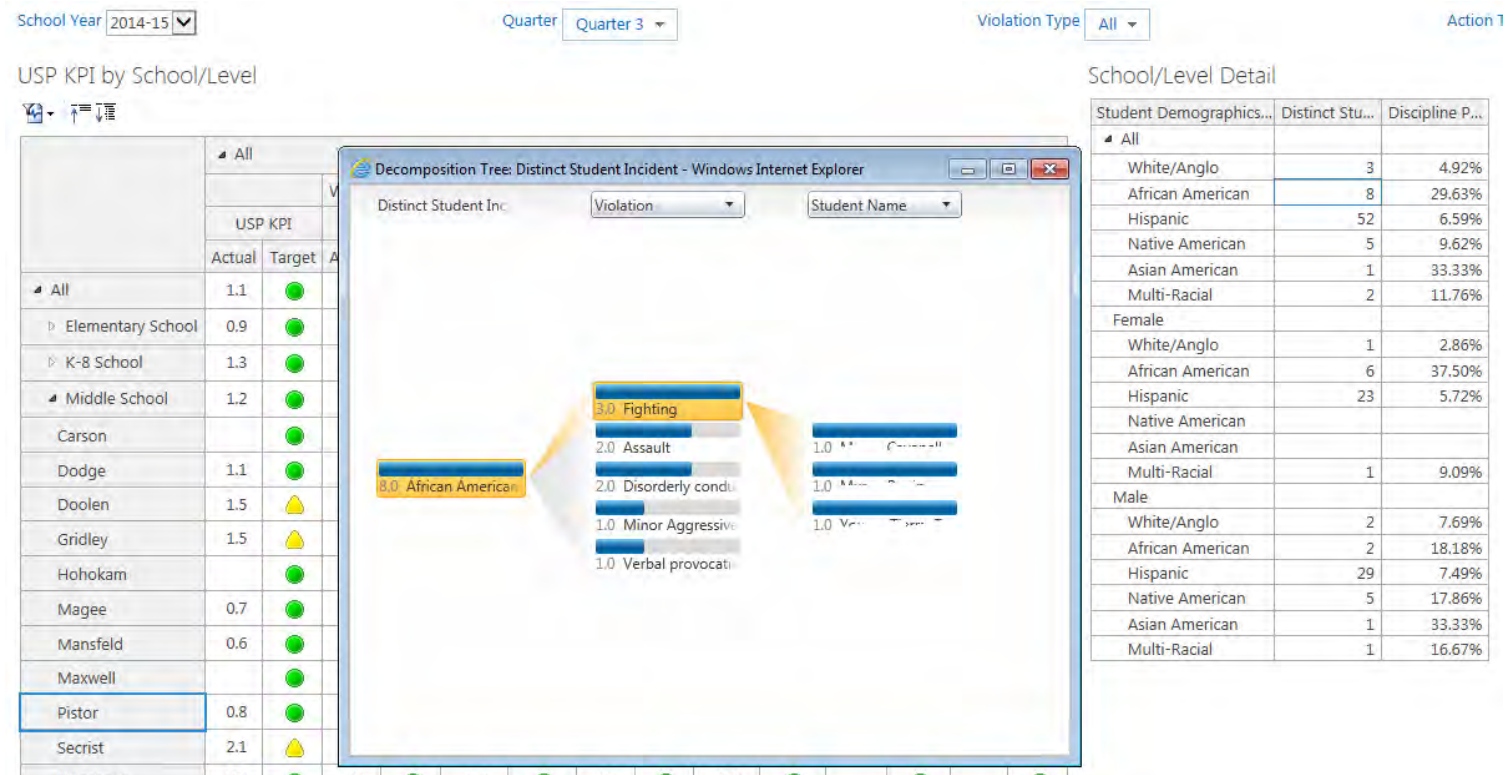 School Year 2014-15 Quarter Quarter 3 Violation Type All Action
USP KPI by School/Level
School/Level Detail
Student Demographics... Distinct Stu... Discipline P...
All
White/Anglo 3 4.92%
African American 8 29.63%
Hispanic 52 6.59%
Native American 5 9.62%
Asian American 1 33.33%
Multi-Racial 2 11.76%
Female
White/Anglo 1 2.86%
African American 6 37.50%
Hispanic 23 5.72%
Native American
Asian American
Multi-Racial 1 9.09%
Male
White/Anglo 2 7.69%
African American 2 18.18%
Hispanic 29 7.49%
Native American 5 17.86%
Asian American 1 33.33%
Multi-Racial 1 16.67%
All
USP KPI
Actual Target A
All 1.1
Elementary School 0.9
K-8 School 1.3
Middle School 1.2
Carson
Dodge 1.1
Doolen 1.5
Gridley 1.5
Hohokam
Magee 0.7
Mansfeld 0.6
Maxwell
Pistor 0.8
Secrist 2.1
Decomposition Tree: Distinct Student Incident - Windows Internet Explorer
Distinct Student Inc Violation Student Name
8.0 African American
3.0 Fighting
2.0 Assault
2.0 Disorderly condu
1.0 Minor Aggressive
1.0 Verbal provocati
1.0
1.0
1.0